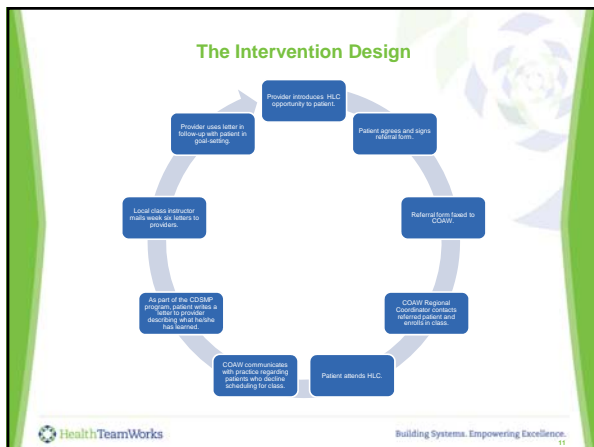 The Intervention Design
Provider introduces HLC
opportunity to patient.
Patient agrees and signs
referral form.
Referral form faxed to
COAW.
COAW Regional
Coordinator contacts
referred patient and
enrolls in class.
Patient attends HLC.
COAW communicates
with practice regarding
patients who decline
scheduling for class.
As part of the CDSMP
program, patient writes a
letter to provider
describing what he/she
has learned.
Local class instructor
mails week six letters to
providers.
Provider uses letter in
follow-up with patient in
goal-setting.
HealthTeamWorks
Building Systems. Empowering Excellence.
11